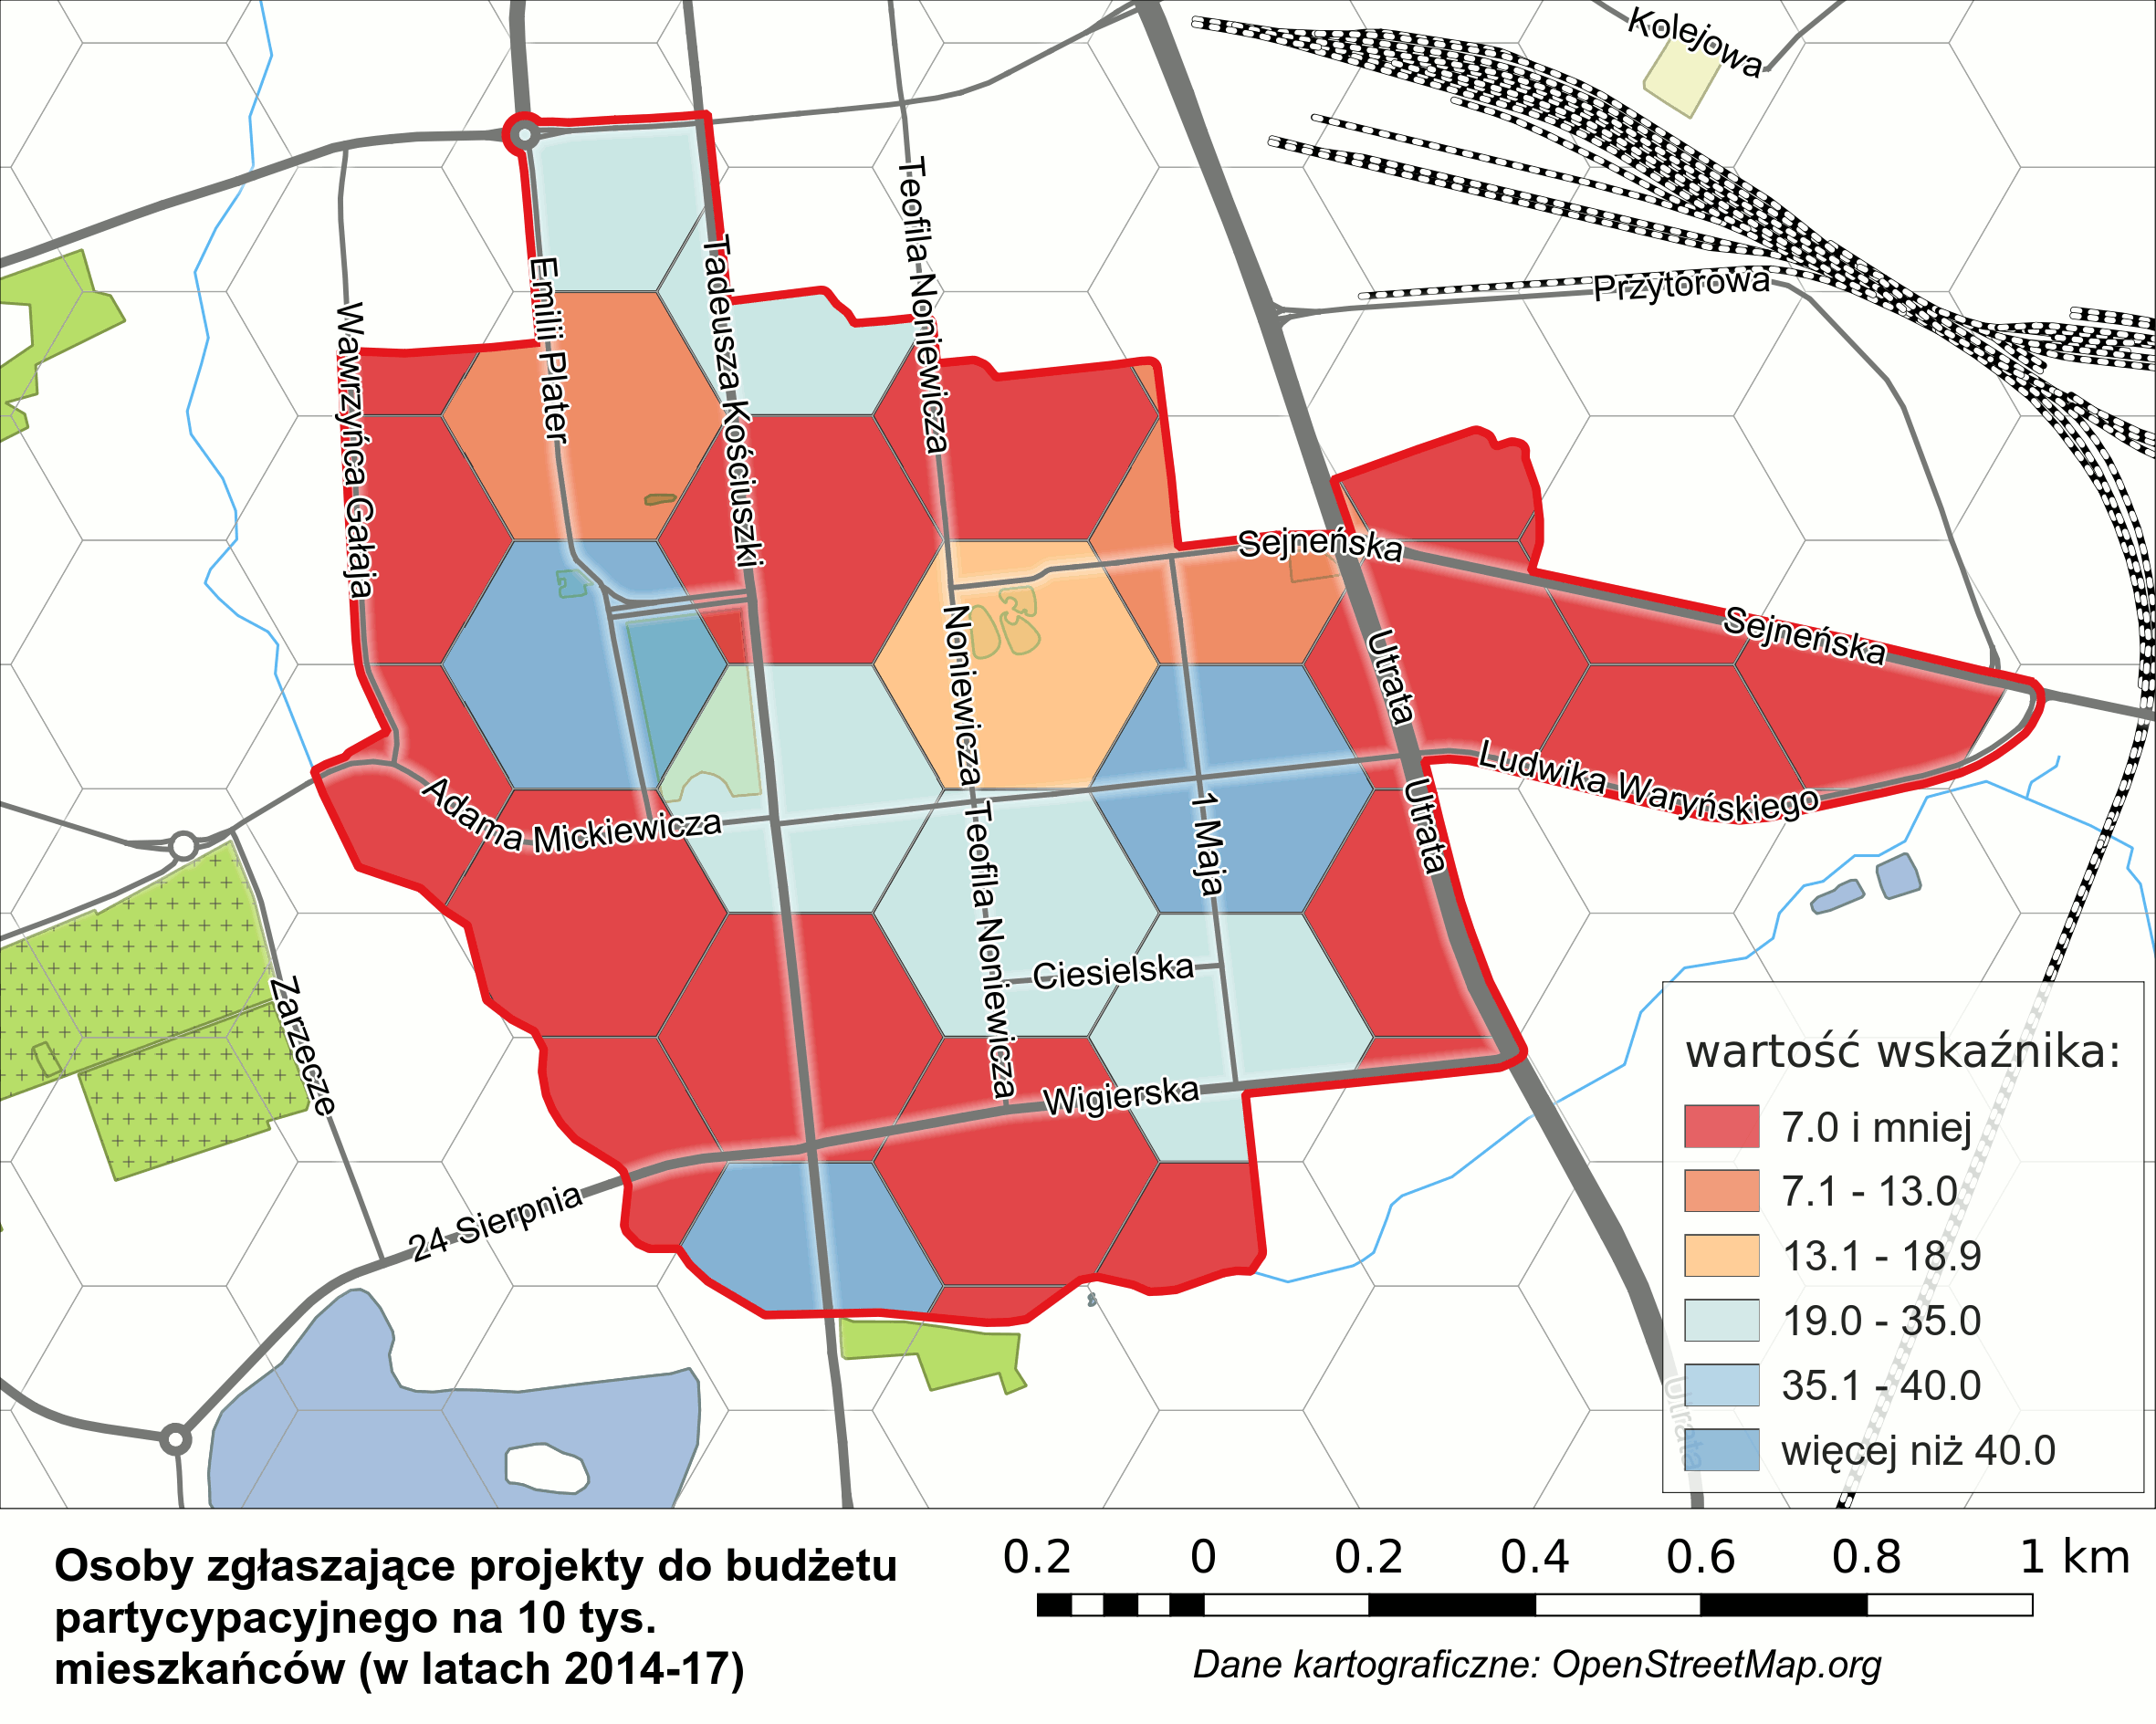 Kolejowa
Teofila Noniewicza
Tadeusza Kościuszki
Emilii Plater
Przytorowa
Wawrzyńca Gałaja
Sejneńska
Sejneńska
Noniewicza
Utrata
Ludwika Waryńskiego
Utrata
Adama Mickiewicza
1 Maja
Teofila Noniewicza
Ciesielska
Zarzecze
Wigierska
24 Sierpnia
Utrata
wartość wskaźnika:
7.0 i mniej
7.1 - 13.0
13.1 - 18.9
19.0 - 35.0
35.1 - 40.0
więcej niż 40.0
Osoby zgłaszające projekty do budżetu
partycypacyjnego na 10 tys.
mieszkańców (w latach 2014-17)
0.2 0 0.2 0.4 0.6 0.8 1 km
Dane kartograficzne: OpenStreetMap.org